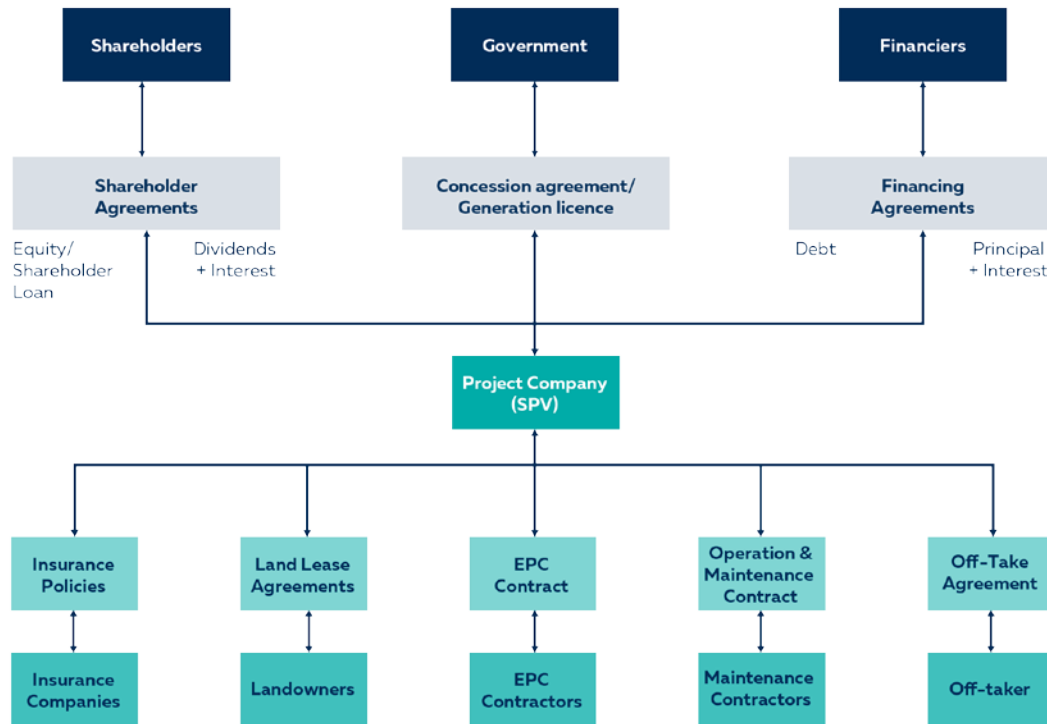 Shareholders
Government
Financiers
Shareholder
Agreements
Concession agreement/
Generation licence
Financing
Agreements
Equity/
Shareholder
Loan
Dividends
+ Interest
Debt
Principal
+ Interest
Project Company
(SPV)
Insurance
Policies
Land Lease
Agreements
EPC
Contract
Operation &
Maintenance
Contract
Off-Take
Agreement
Insurance
Companies
Landowners
EPC
Contractors
Maintenance
Contractors
Off-taker